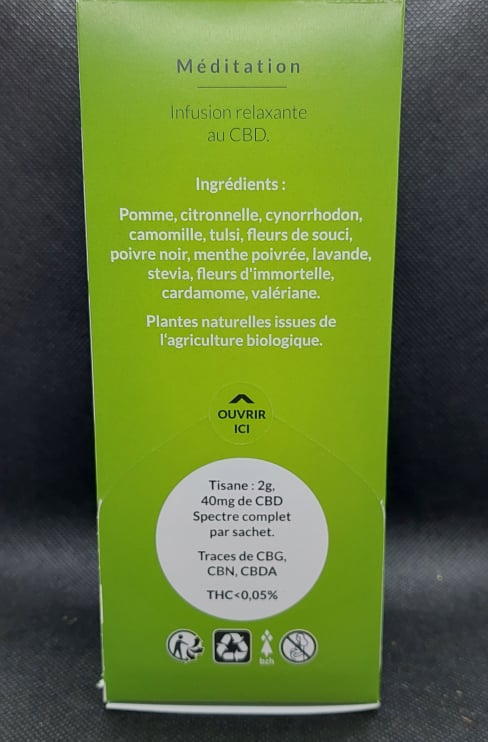 Méditation
Infusion relaxante
au CBD.
Ingrédients :
Pomme, citronnelle, cynorrhodon,
camomille, tulsi, fleurs de souci,
poivre noir, menthe poivrée, lavande,
stevia, fleurs d'immortelle,
cardamome, valériane.
Plantes naturelles issues de
l'agriculture biologique.
OUVRIR
ICI
Tisane : 2g,
40mg de CBD
Spectre complet
par sachet.
Traces de CBG,
CBN, CBDA
THC<0,05%
bzh